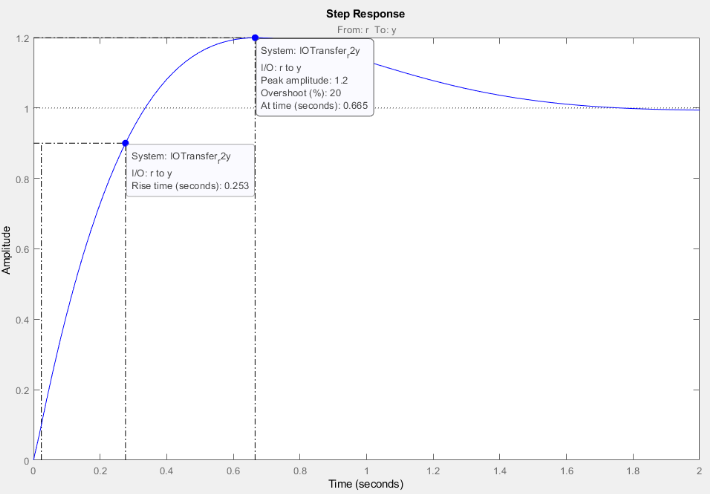 Step Response
From: r To: y
1.2
System: IOTransfer_r2y
I/O: r to y
Peak amplitude: 1.2
Overshoot (%): 20
At time (seconds): 0.665
1
System: IOTransfer_r2y
I/O: r to y
Rise time (seconds): 0.253
0.8
0.6
0.4
0.2
0
Amplitude
0 0.2 0.4 0.6 0.8 1 1.2 1.4 1.6 1.8 2
Time (seconds)